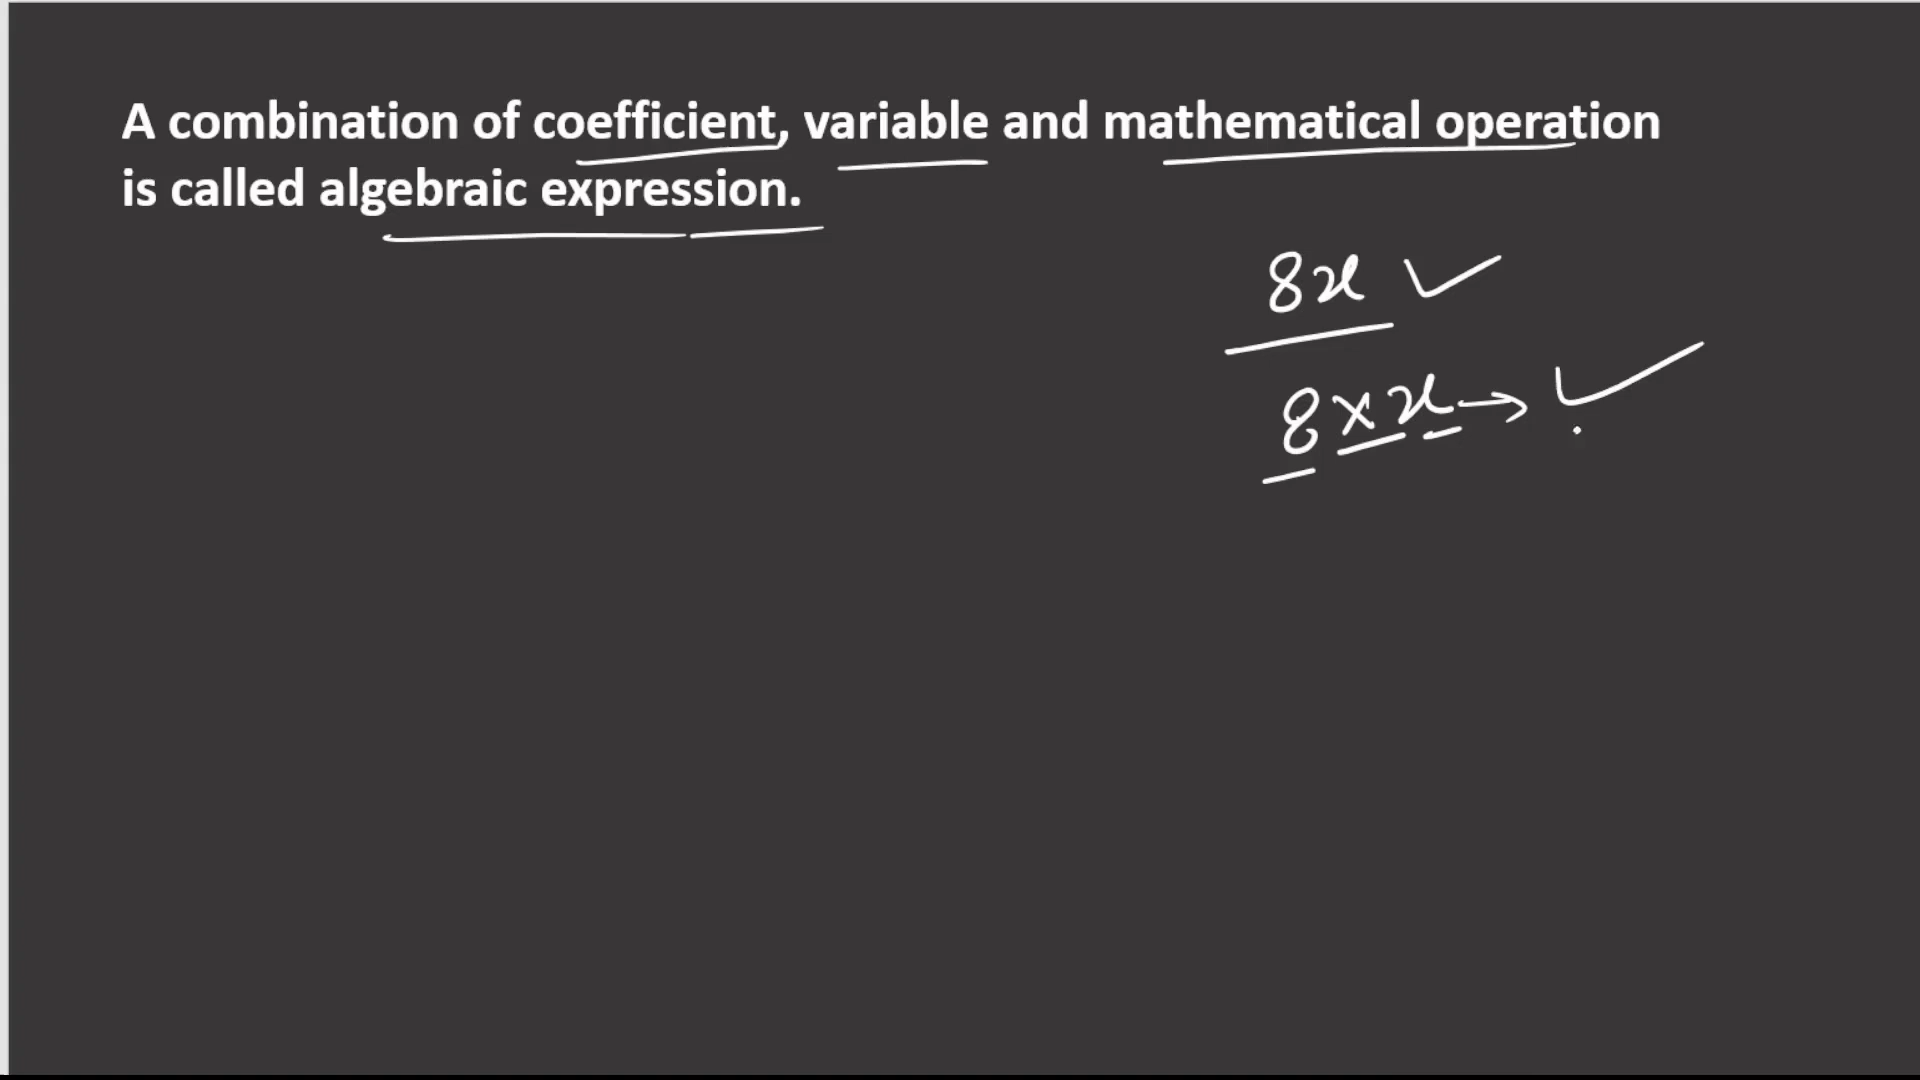 A combination of coefficient, variable and mathematical operation
is called algebraic expression.
8x
8×x→